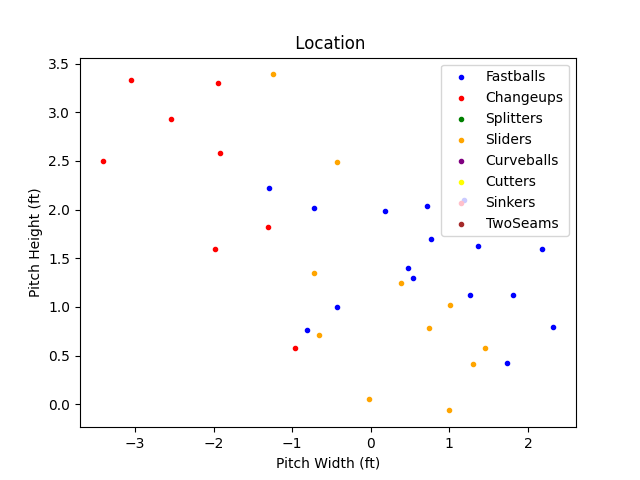 Location
Pitch Height (ft)
3.5
3.0
2.5
2.0
1.5
1.0
0.5
0.0
Fastballs
Changeups
Splitters
Sliders
Curveballs
Cutters
Sinkers
TwoSeams
−3
−2
−1
0
1
2
Pitch Width (ft)